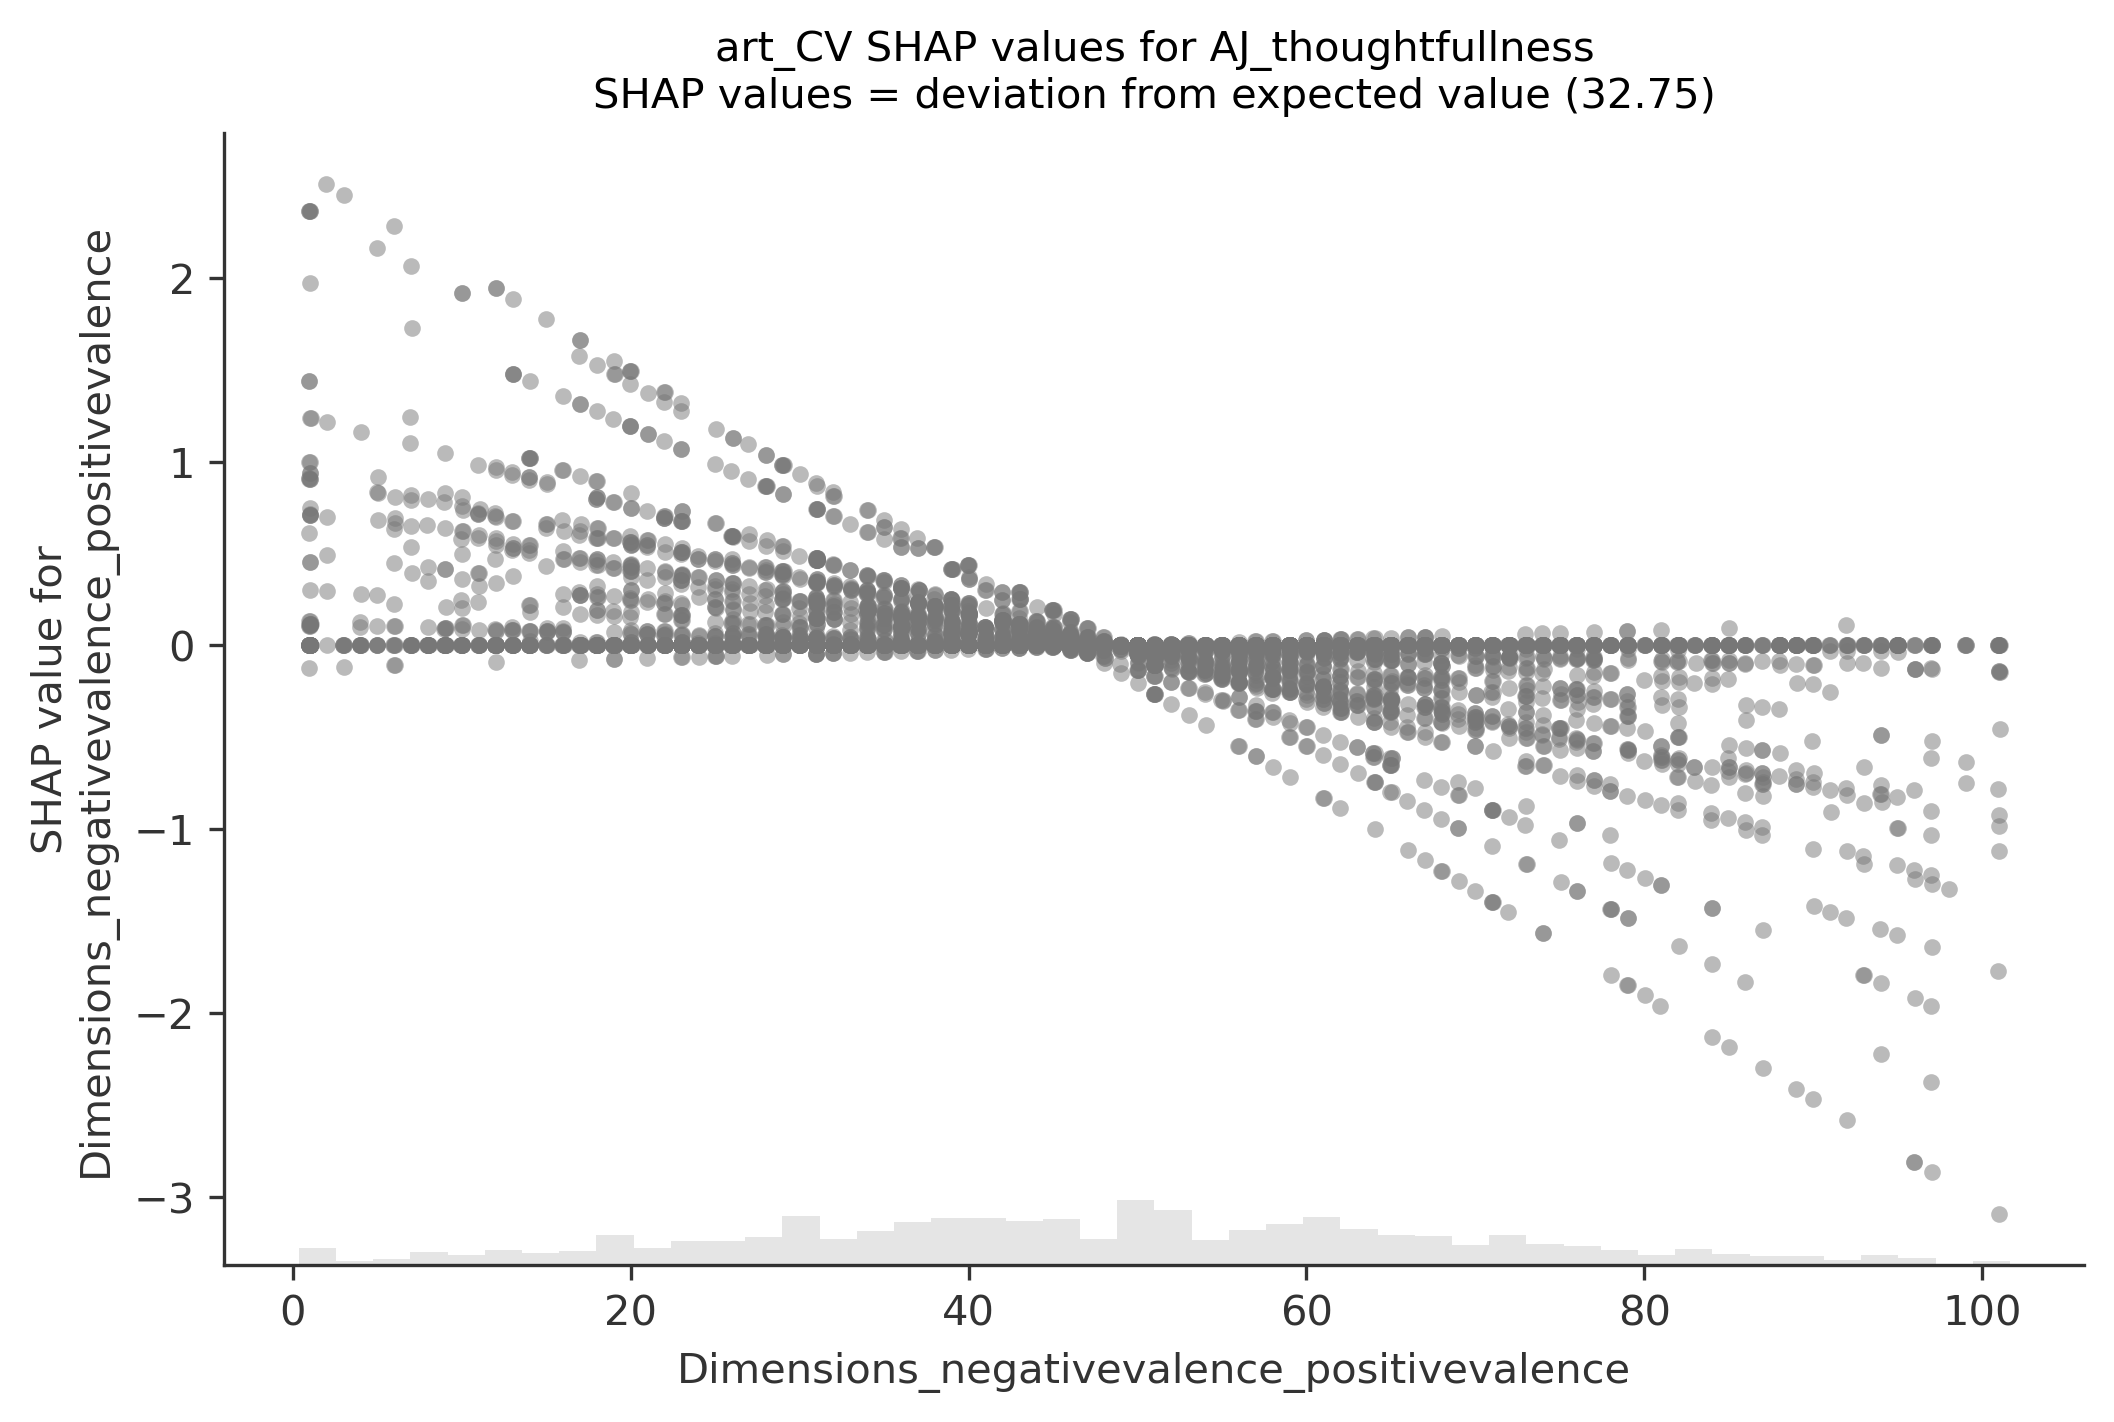 art_CV SHAP values for AJ_thoughtfullness
SHAP values = deviation from expected value (32.75)
SHAP value for
Dimensions_negativevalence_positivevalence
2
1
0
−1
−2
−3
0
20
40
60
80
100
Dimensions_negativevalence_positivevalence